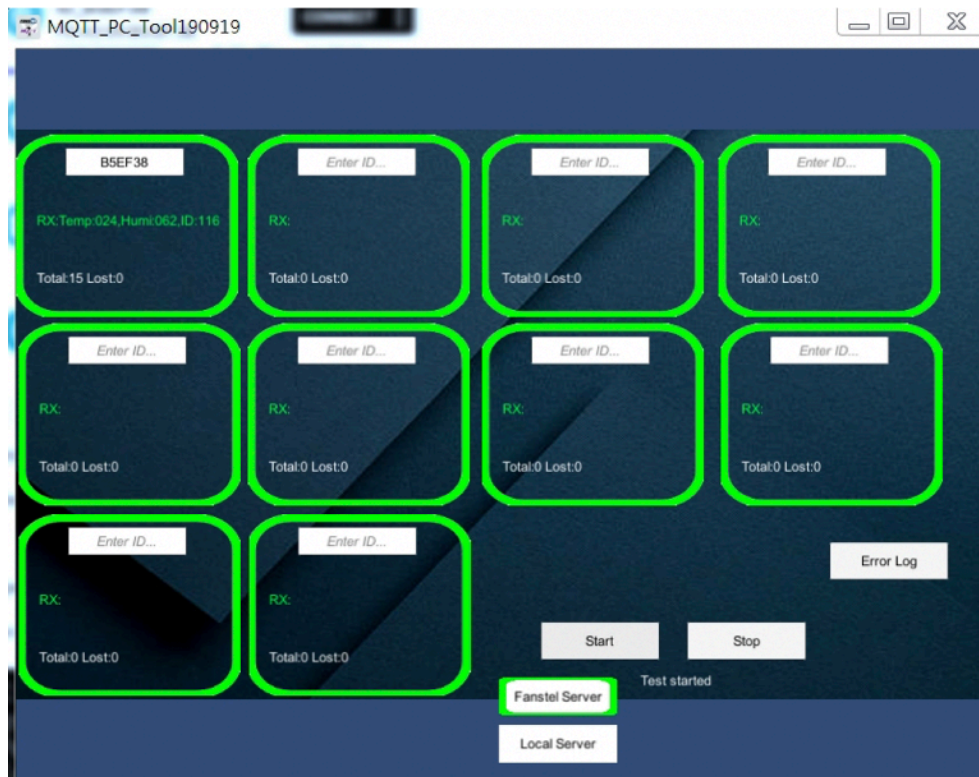 MQTT_PC_Tool190919
B5EF38
Enter ID...
Enter ID...
Enter ID...
RX:Temp:024,Humi:062,ID:116
RX:
RX:
RX:
Total:15 Lost:0
Total:0 Lost:0
Total:0 Lost:0
Total:0 Lost:0
Enter ID...
Enter ID...
Enter ID...
Enter ID...
RX:
RX:
RX:
RX:
Total:0 Lost:0
Total:0 Lost:0
Total:0 Lost:0
Total:0 Lost:0
Enter ID...
Enter ID...
Error Log
RX:
RX:
Start
Stop
Total:0 Lost:0
Total:0 Lost:0
Test started
Fanstel Server
Local Server